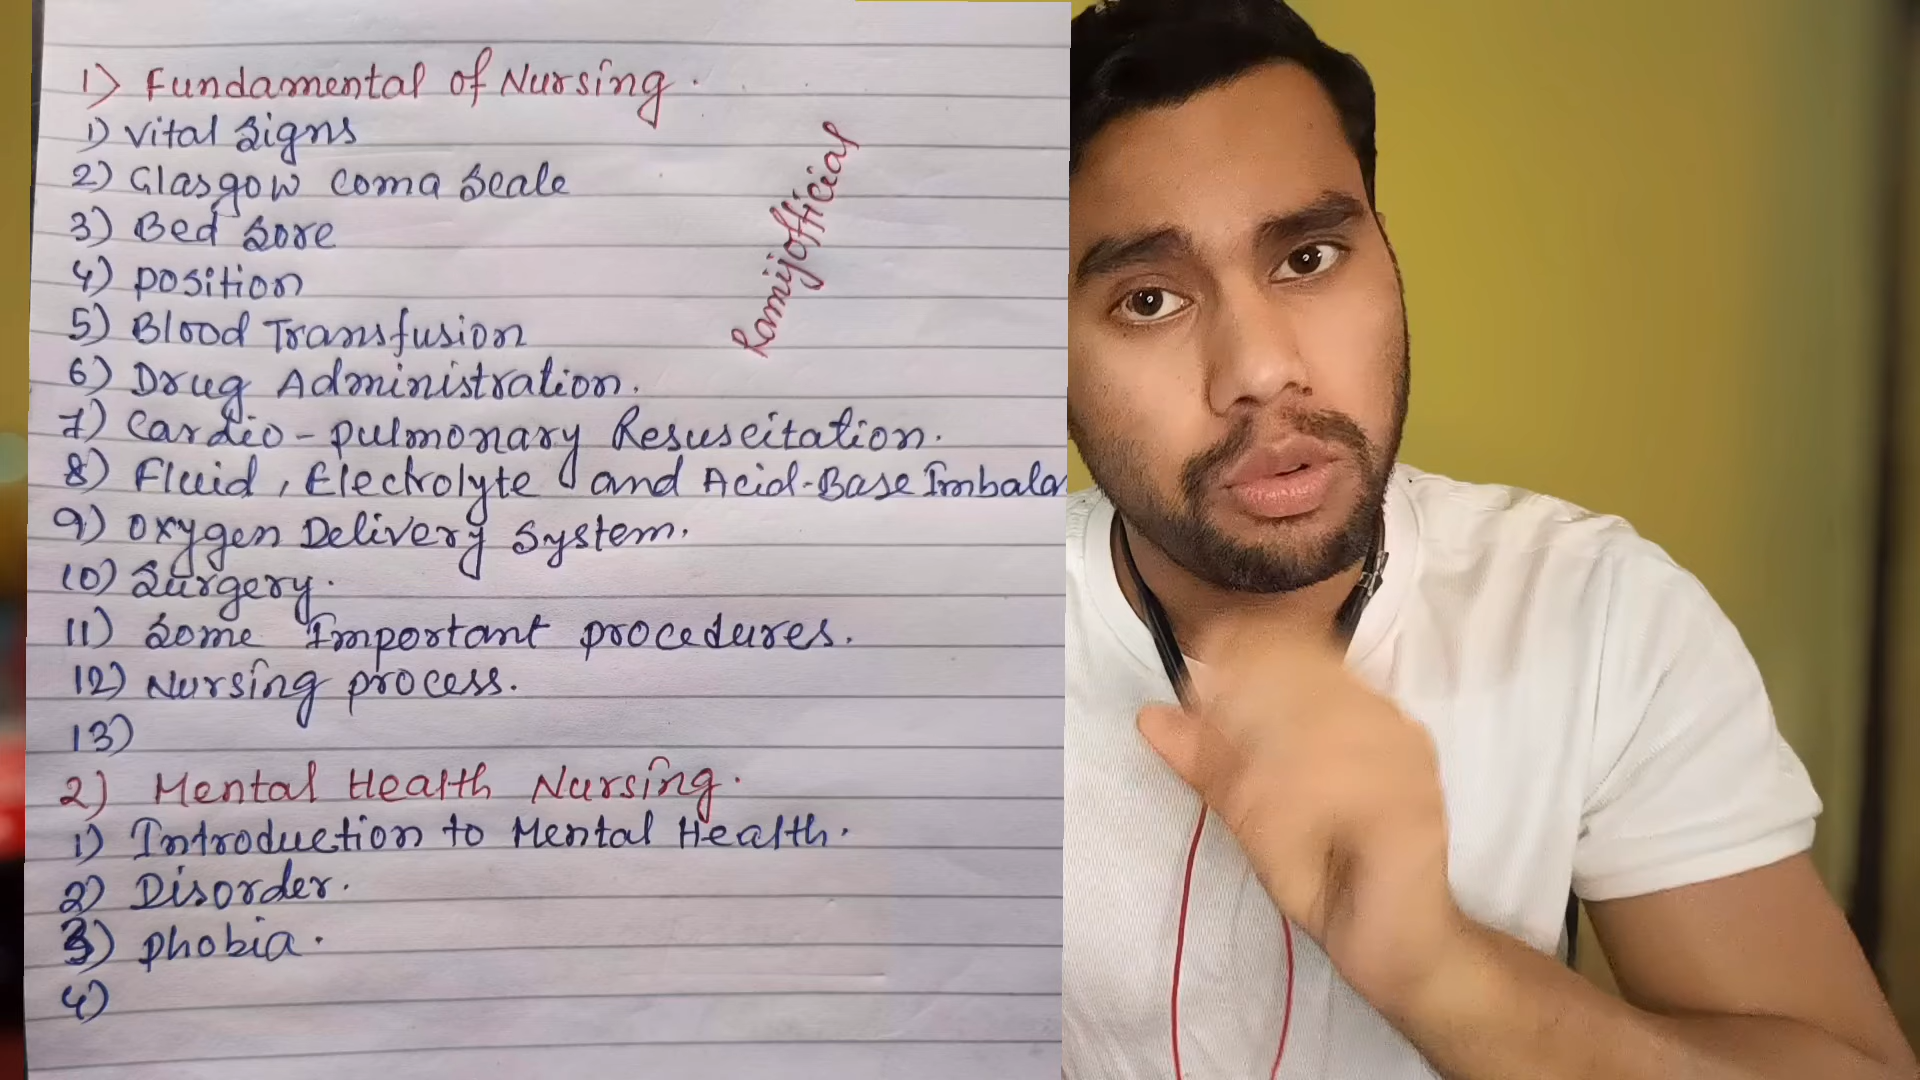 1) Fundamental of Nursing.
1) Vital Signs
2) Glasgow Coma Scale
3) Bed Sore
4) Position
5) Blood Transfusion
6) Drug Administration.
7) Cardio-Pulmonary Resuscitation.
8) Fluid, Electrolyte and Acid-Base Imbalan
9) Oxygen Delivery System.
10) Surgery.
11) Some Important procedures.
12) Nursing process.
13)
2) Mental Health Nursing.
1) Introduction to Mental Health.
2) Disorder.
3) Phobia.
4)
Ramijofficial